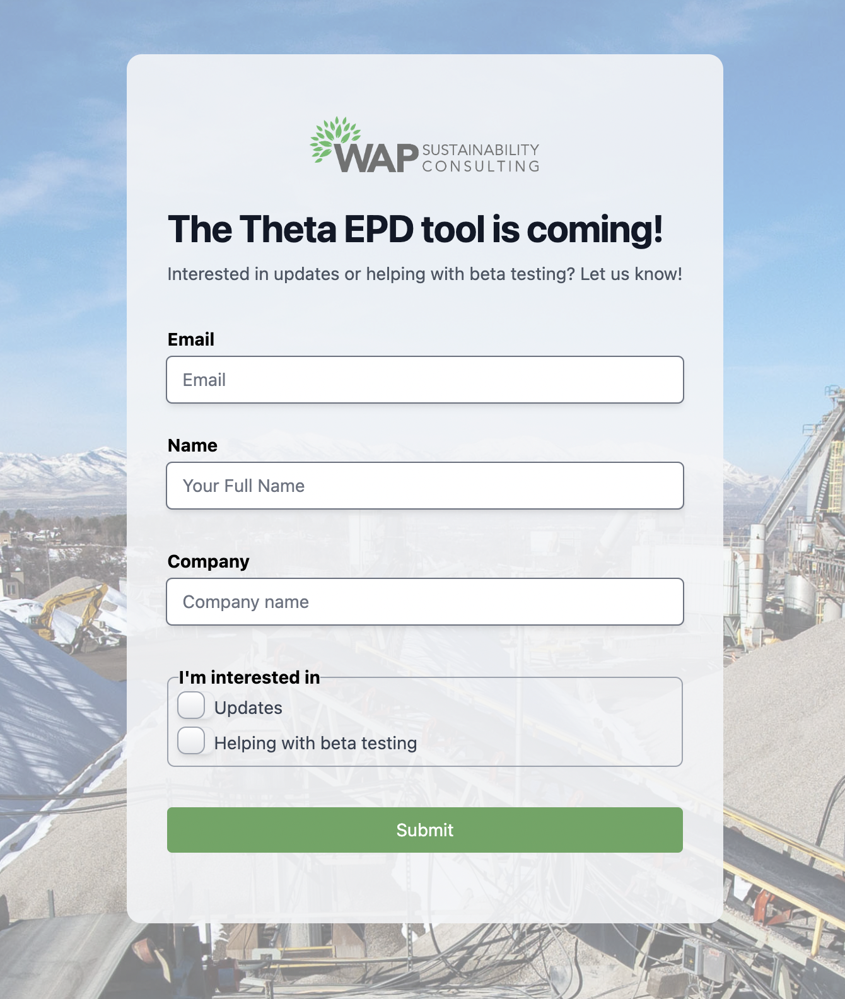 WAP SUSTAINABILITY
CONSULTING
The Theta EPD tool is coming!
Interested in updates or helping with beta testing? Let us know!
Email
Email
Name
Your Full Name
Company
Company name
I'm interested in
Updates
Helping with beta testing
Submit